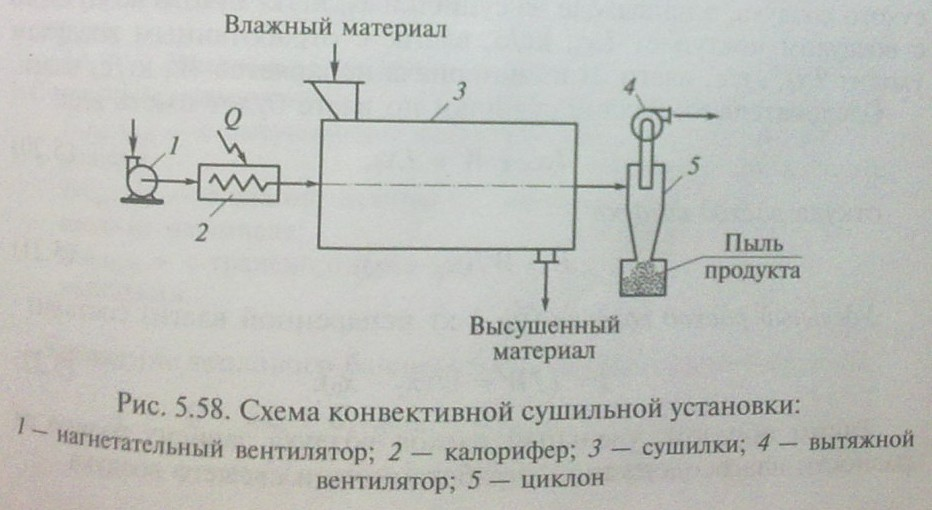 Влажный материал
Q
1
2
3
4
5
Пыль
продукта
Высушенный
материал
Рис. 5.58. Схема конвективной сушильной установки:
1 — нагнетательный вентилятор; 2 — калорифер; 3 — сушилки; 4 — вытяжной
вентилятор; 5 — циклон